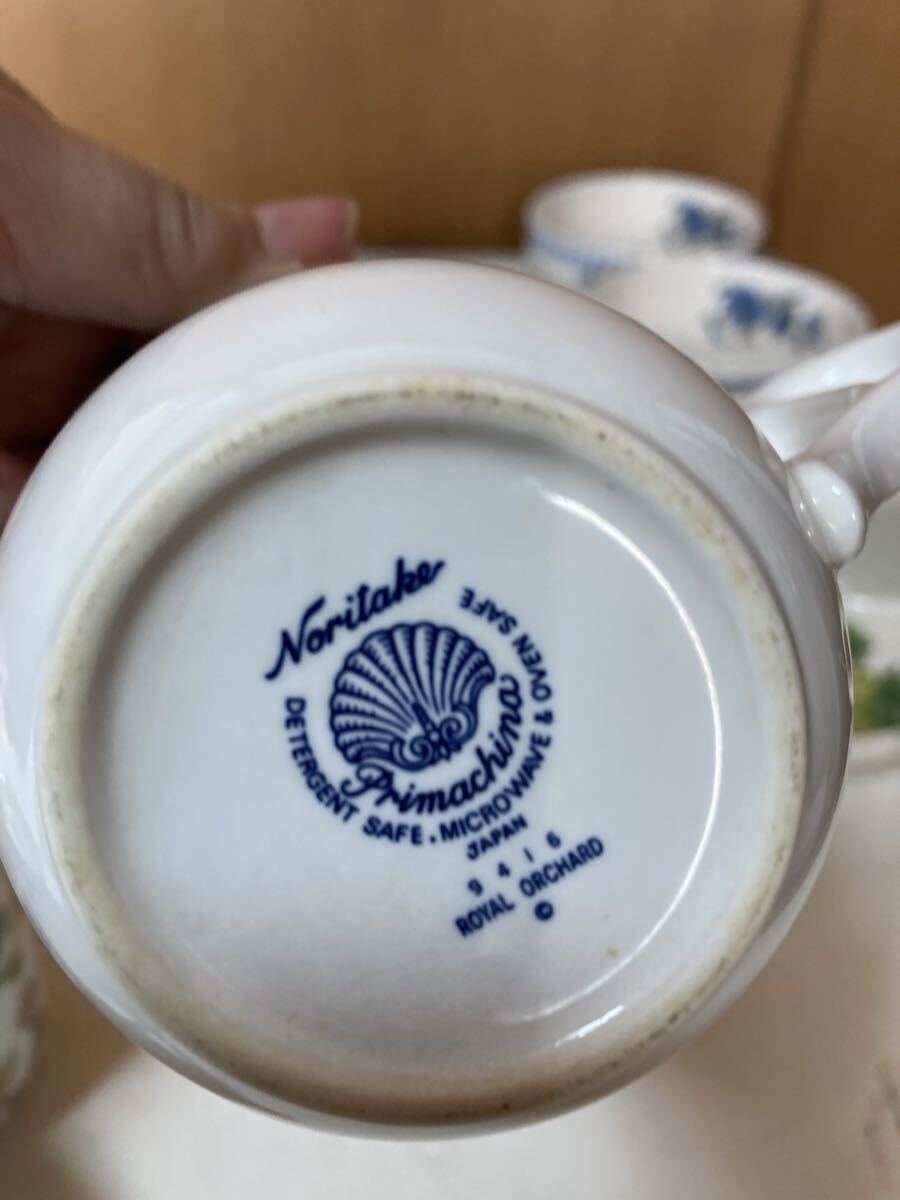 Noritake
Primachina
DETERGENT SAFE . MICROWAVE & OVEN SAFE
JAPAN
9416
ROYAL ORCHARD
©